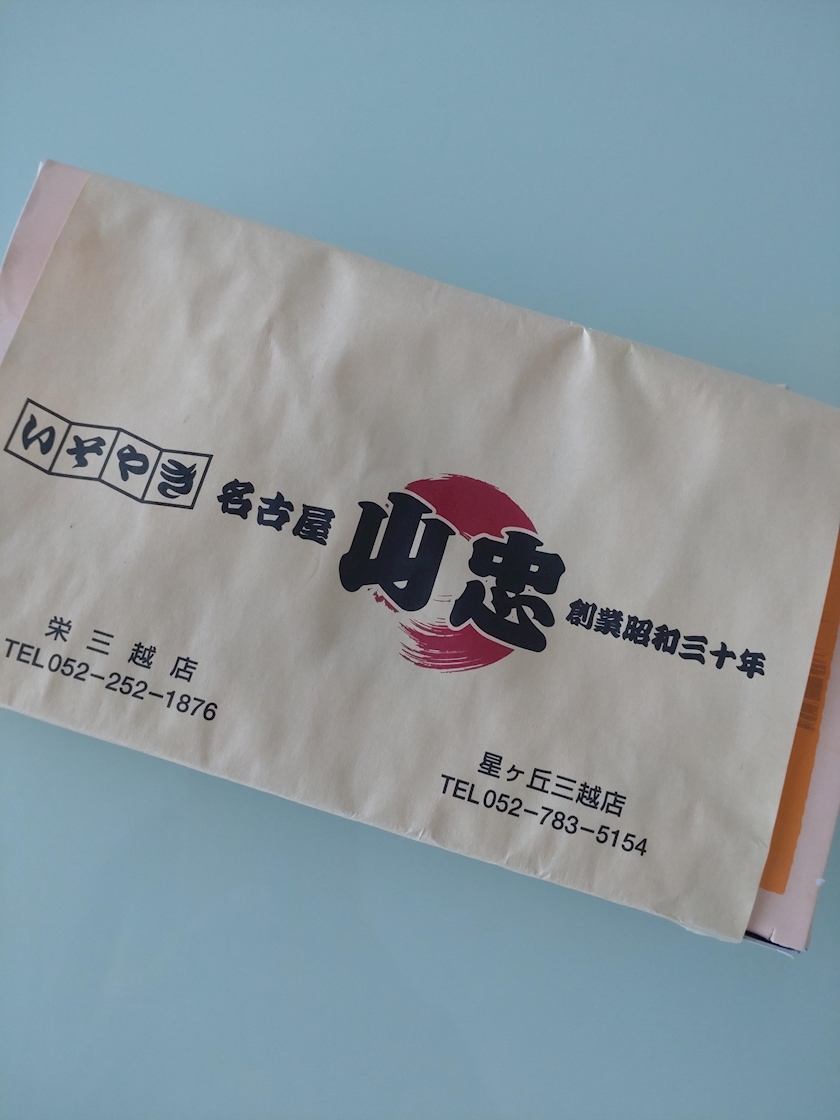 いそやき
名古屋 山忠 創業昭和三十年
栄三越店
TEL052-252-1876
星ヶ丘三越店
TEL052-783-5154